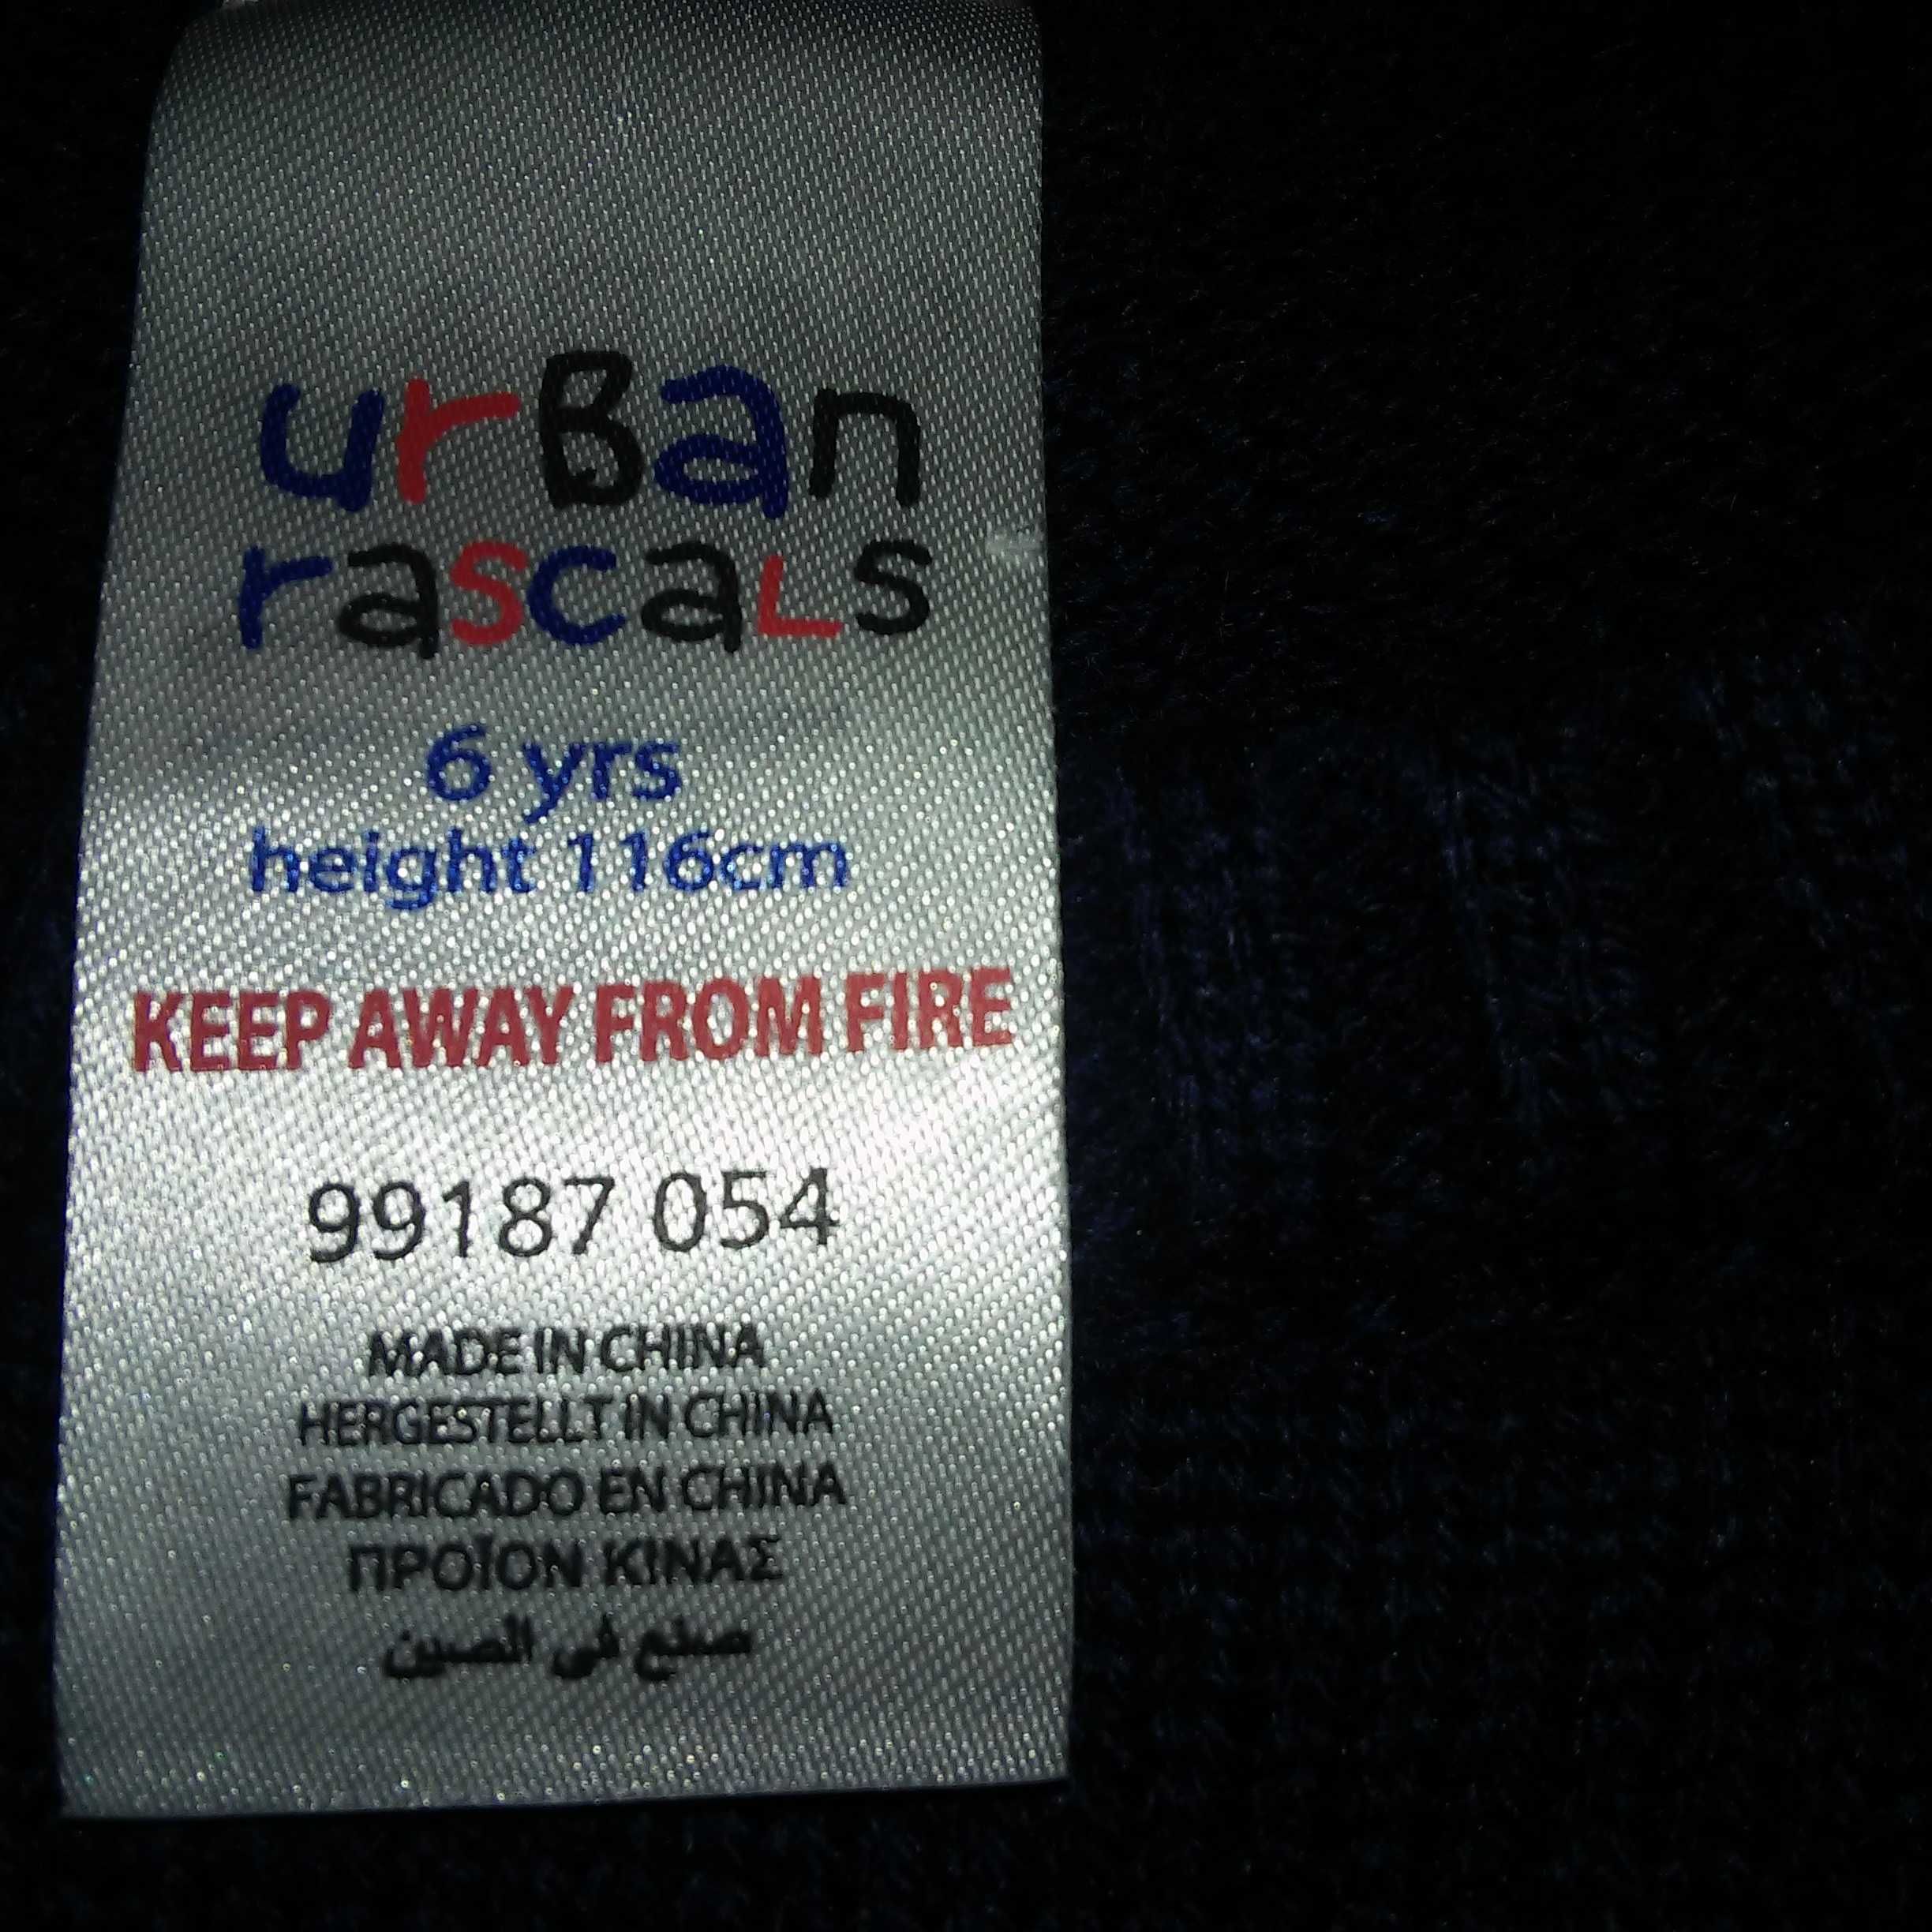 urBan
rascaLs
6 yrs
height 116cm
KEEP AWAY FROM FIRE
99187 054
MADE IN CHINA
HERGESTELLT IN CHINA
FABRICADO EN CHINA
ΠΡΟΪΟΝ ΚΙΝΑΣ
صنع فى الصين